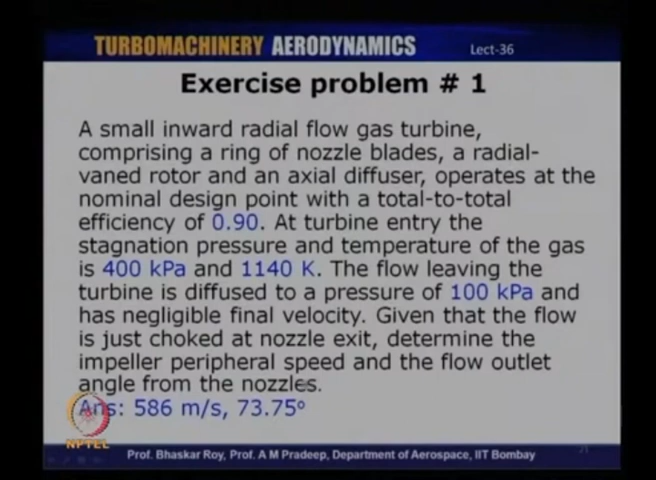 TURBOMACHINERY AERODYNAMICS Lect-36
Exercise problem # 1
A small inward radial flow gas turbine,
comprising a ring of nozzle blades, a radial-
vaned rotor and an axial diffuser, operates at the
nominal design point with a total-to-total
efficiency of 0.90. At turbine entry the
stagnation pressure and temperature of the gas
is 400 kPa and 1140 K. The flow leaving the
turbine is diffused to a pressure of 100 kPa and
has negligible final velocity. Given that the flow
is just choked at nozzle exit, determine the
impeller peripheral speed and the flow outlet
angle from the nozzles.
Ans: 586 m/s, 73.75º
NPTEL
Prof. Bhaskar Roy, Prof. A M Pradeep, Department of Aerospace, IIT Bombay